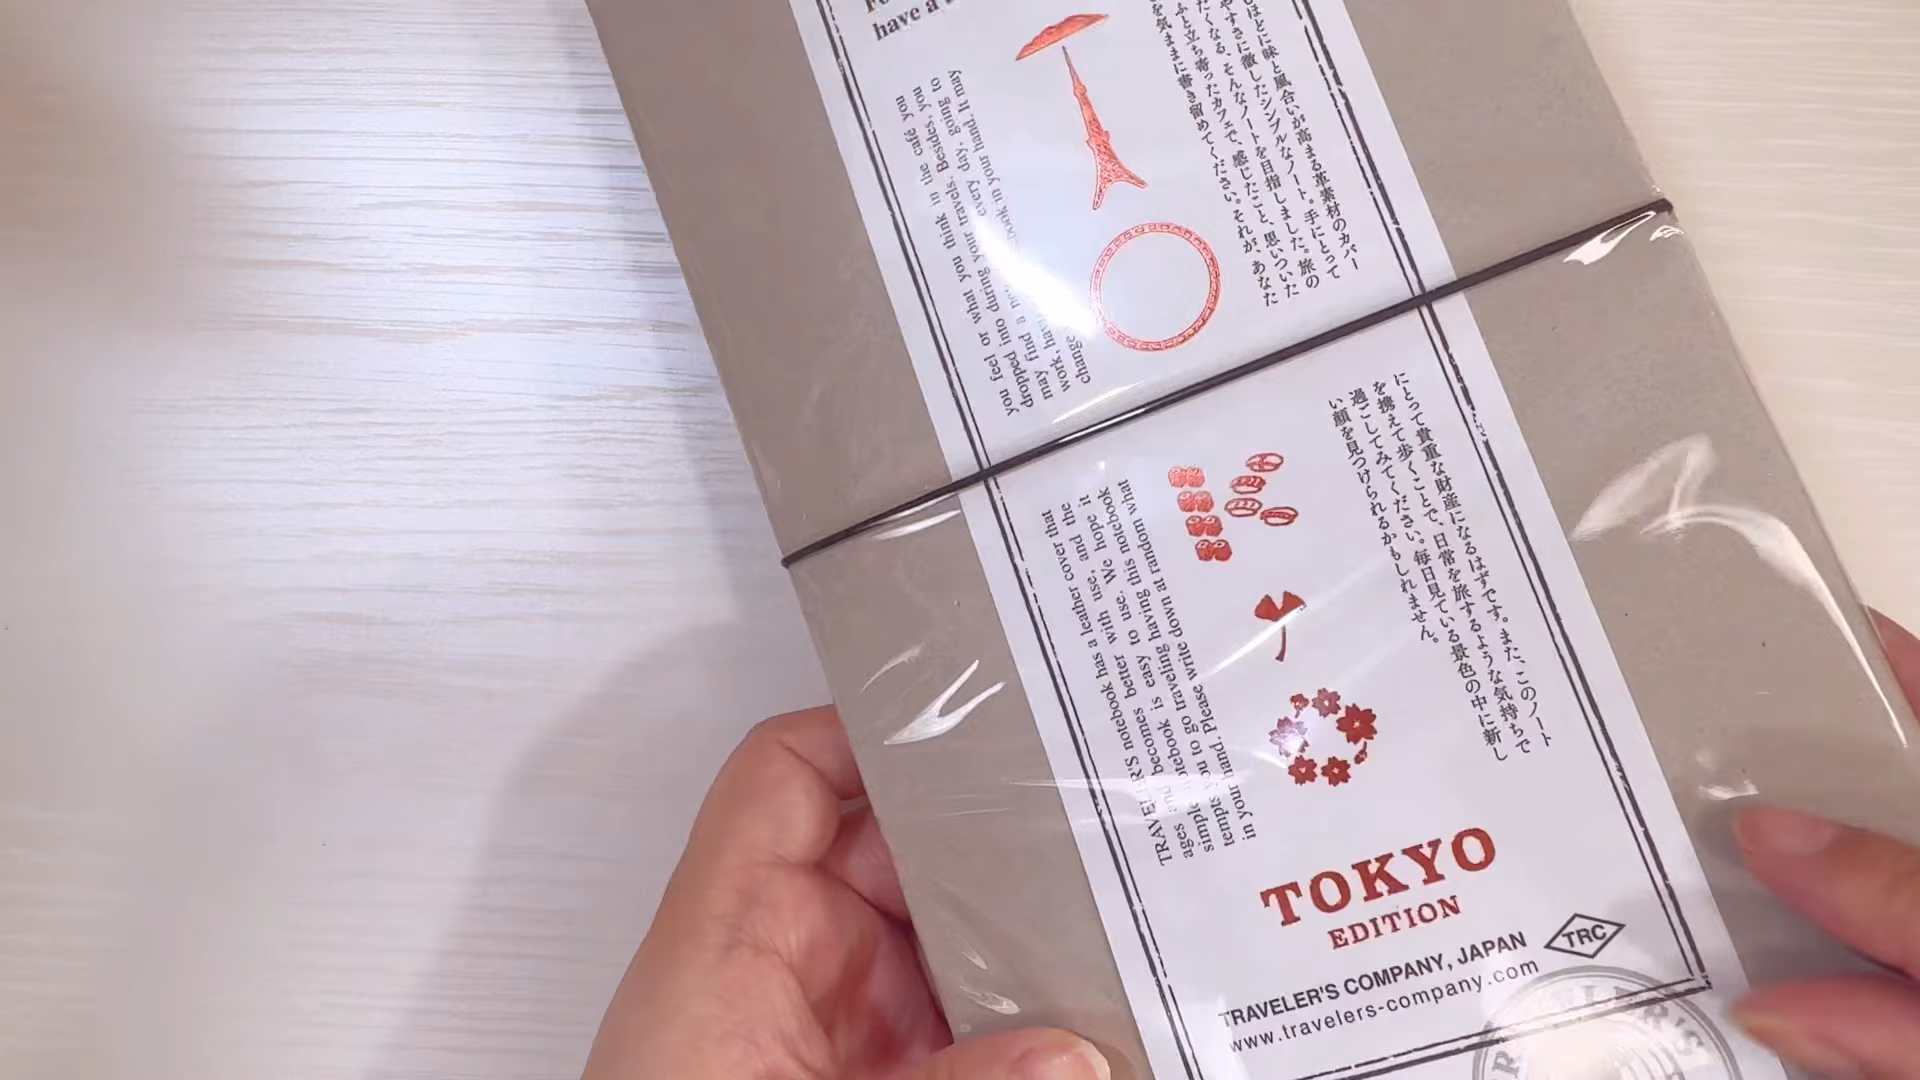 have a
you feel or what you think in the café you
dropped into during your travels. Besides, you
may find a new every day, going to
work, book in your hand. It may
change
しほどに味と風合いが高まる革素材のカバー
やすさに徹したシンプルなノート。手にとって
たくなる、そんなノートを目指しました。旅の
ふと立ち寄ったカフェで、感じたこと、思いついた
を気ままに書き留めてください。それが、あなた
にとって貴重な財産になるはずです。また、このノート
を携えて歩くことで、日常を旅するような気持ちで
過ごしてみてください。毎日見ている景色の中に新し
い顔を見つけられるかもしれません。
TRAVELER'S notebook has a leather cover that
ages and becomes better with use, and the
simple notebook is easy to use. We hope it
tempts you to go traveling having this notebook
in your hand. Please write down at random what
TOKYO
EDITION
TRAVELER'S COMPANY, JAPAN
TRC
www.travelers-company.com